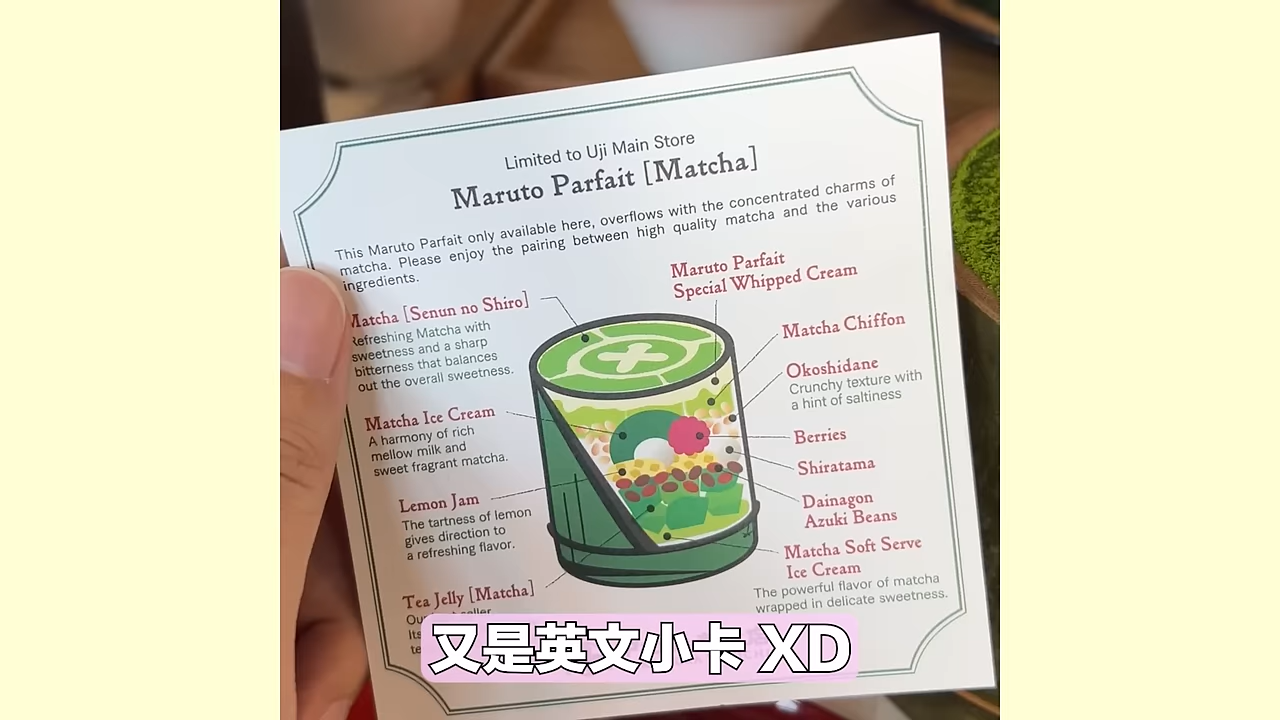 Limited to Uji Main Store
Maruto Parfait [Matcha]
This Maruto Parfait only available here, overflows with the concentrated charms of
matcha. Please enjoy the pairing between high quality matcha and the various
ingredients.
Matcha [Senun no Shiro]
Refreshing Matcha with
sweetness and a sharp
bitterness that balances
out the overall sweetness.
Matcha Ice Cream
A harmony of rich
mellow milk and
sweet fragrant matcha.
Lemon Jam
The tartness of lemon
gives direction to
a refreshing flavor.
Tea Jelly [Matcha]
Maruto Parfait
Special Whipped Cream
Matcha Chiffon
Okoshidane
Crunchy texture with
a hint of saltiness
Berries
Shiratama
Dainagon
Azuki Beans
Matcha Soft Serve
Ice Cream
The powerful flavor of matcha
wrapped in delicate sweetness.
又是英文小卡 XD